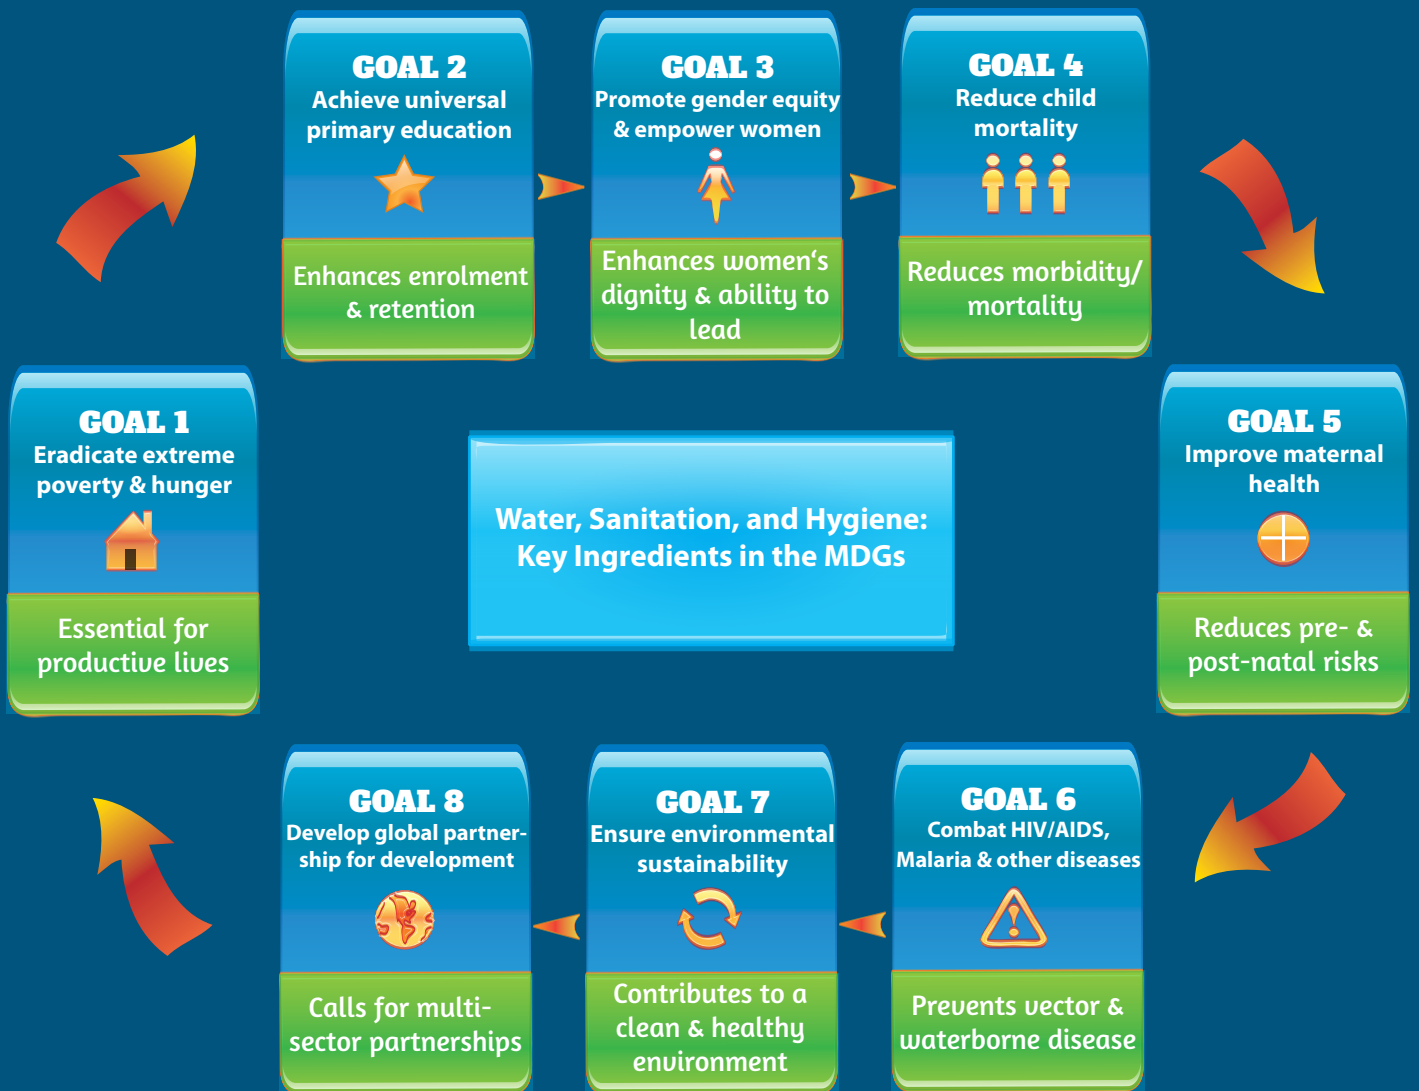 GOAL 1
Eradicate extreme
poverty & hunger
Essential for
productive lives
GOAL 2
Achieve universal
primary education
Enhances enrolment
& retention
GOAL 3
Promote gender equity
& empower women
Enhances women‘s
dignity & ability to
lead
GOAL 4
Reduce child
mortality
Reduces morbidity/
mortality
GOAL 5
Improve maternal
health
Reduces pre- &
post-natal risks
GOAL 6
Combat HIV/AIDS,
Malaria & other diseases
Prevents vector &
waterborne disease
GOAL 7
Ensure environmental
sustainability
Contributes to a
clean & healthy
environment
GOAL 8
Develop global partner-
ship for development
Calls for multi-
sector partnerships
Water, Sanitation, and Hygiene:
Key Ingredients in the MDGs